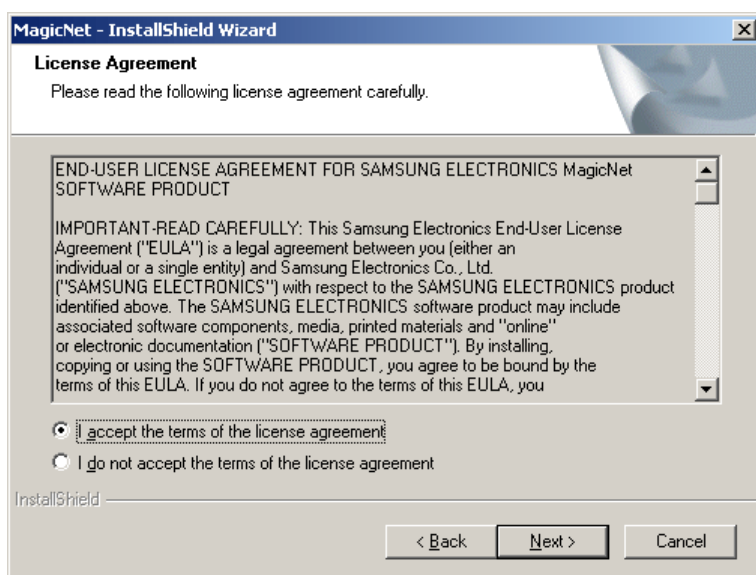 MagicNet - InstallShield Wizard
License Agreement
Please read the following license agreement carefully.
END-USER LICENSE AGREEMENT FOR SAMSUNG ELECTRONICS MagicNet
SOFTWARE PRODUCT
IMPORTANT-READ CAREFULLY: This Samsung Electronics End-User License
Agreement ("EULA") is a legal agreement between you (either an
individual or a single entity) and Samsung Electronics Co., Ltd.
("SAMSUNG ELECTRONICS") with respect to the SAMSUNG ELECTRONICS product
identified above. The SAMSUNG ELECTRONICS software product may include
associated software components, media, printed materials and "online"
or electronic documentation ("SOFTWARE PRODUCT"). By installing,
copying or using the SOFTWARE PRODUCT, you agree to be bound by the
terms of this EULA. If you do not agree to the terms of this EULA, you
I accept the terms of the license agreement
I do not accept the terms of the license agreement
InstallShield
< Back Next > Cancel